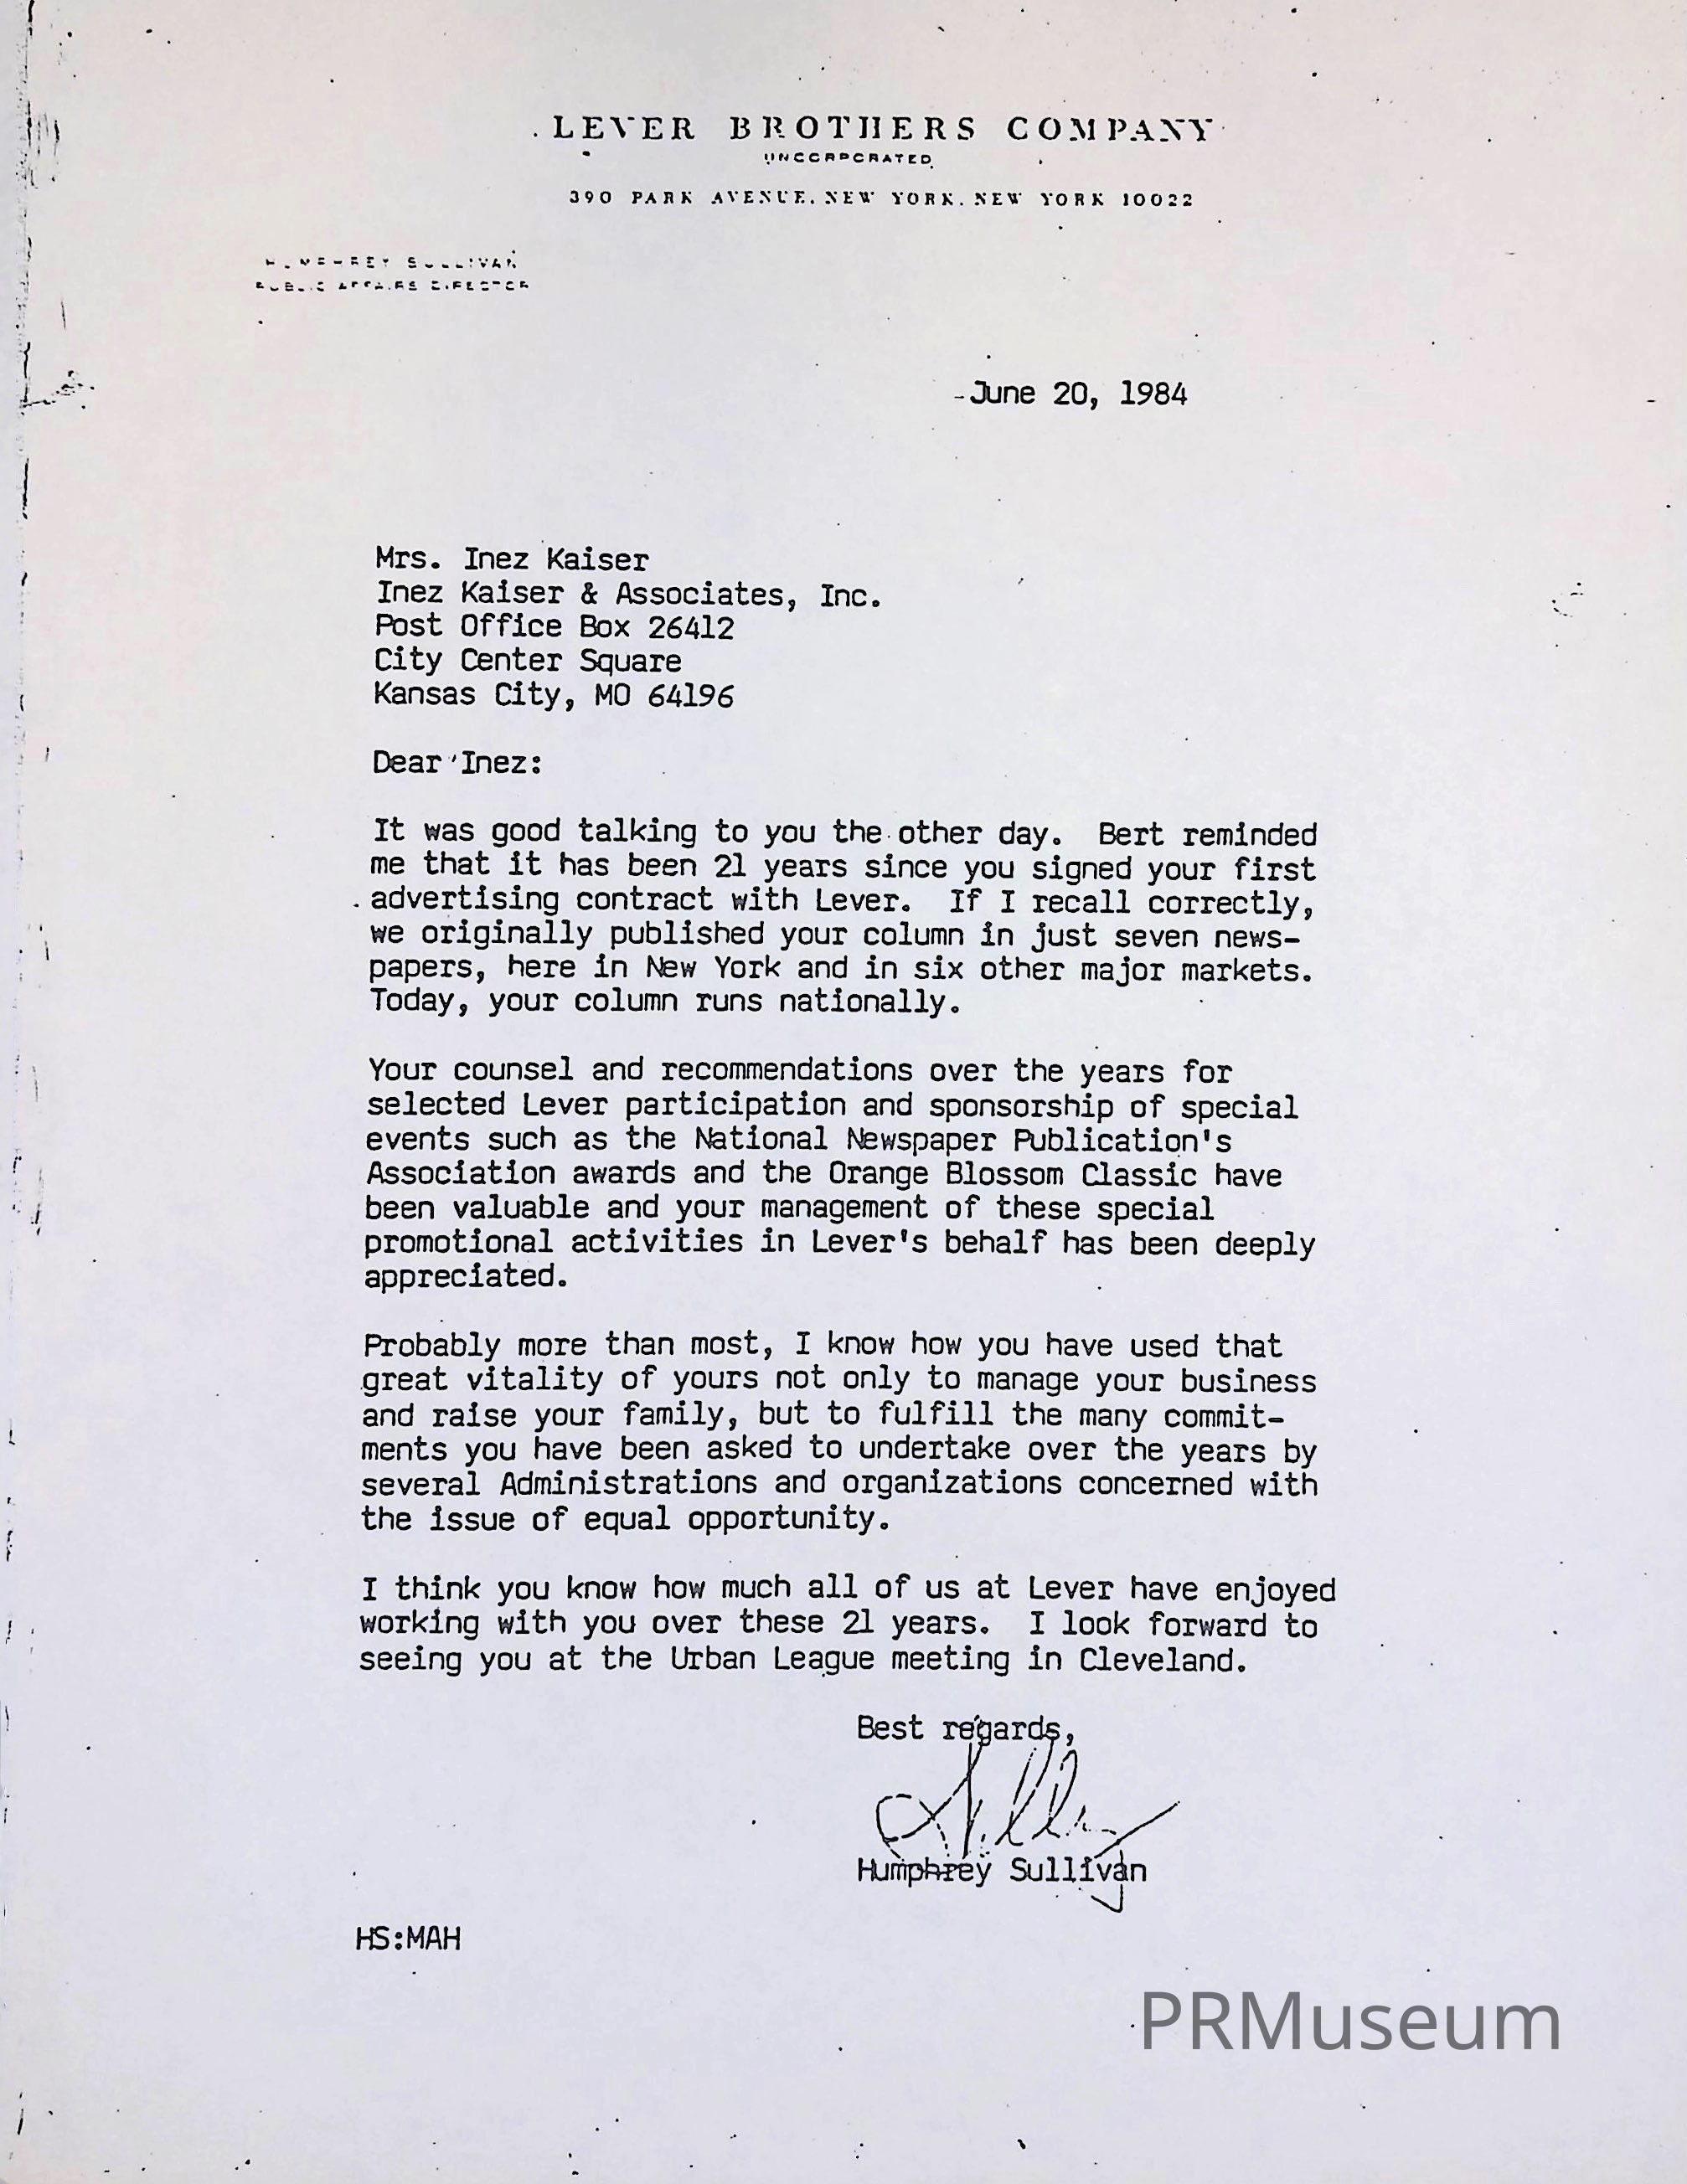 LEVER BROTHERS COMPANY
INCORPORATED
390 PARK AVENUE, NEW YORK, NEW YORK 10022
HUMPHREY SULLIVAN
PUBLIC AFFAIRS DIRECTOR
June 20, 1984
Mrs. Inez Kaiser
Inez Kaiser & Associates, Inc.
Post Office Box 26412
City Center Square
Kansas City, MO 64196
Dear Inez:
It was good talking to you the other day. Bert reminded
me that it has been 21 years since you signed your first
advertising contract with Lever. If I recall correctly,
we originally published your column in just seven news-
papers, here in New York and in six other major markets.
Today, your column runs nationally.
Your counsel and recommendations over the years for
selected Lever participation and sponsorship of special
events such as the National Newspaper Publication's
Association awards and the Orange Blossom Classic have
been valuable and your management of these special
promotional activities in Lever's behalf has been deeply
appreciated.
Probably more than most, I know how you have used that
great vitality of yours not only to manage your business
and raise your family, but to fulfill the many commit-
ments you have been asked to undertake over the years by
several Administrations and organizations concerned with
the issue of equal opportunity.
I think you know how much all of us at Lever have enjoyed
working with you over these 21 years. I look forward to
seeing you at the Urban League meeting in Cleveland.
Best regards,
Humphrey Sullivan
HS:MAH
PRMuseum